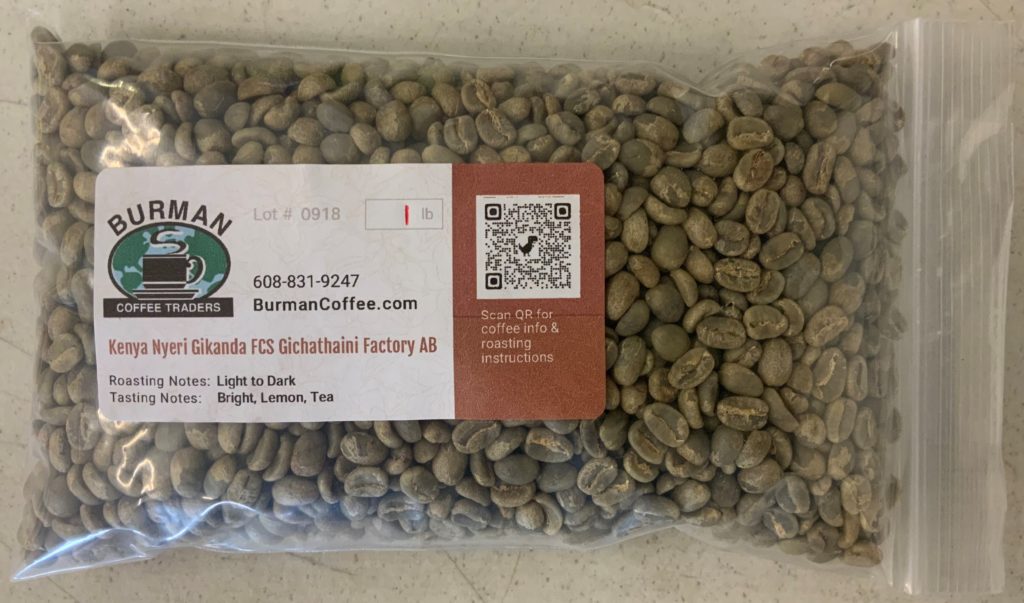 BURMAN
COFFEE TRADERS
Lot # 0918
1 lb
608-831-9247
BurmanCoffee.com
Kenya Nyeri Gikanda FCS Gichathaini Factory AB
Roasting Notes: Light to Dark
Tasting Notes: Bright, Lemon, Tea
Scan QR for
coffee info &
roasting
instructions